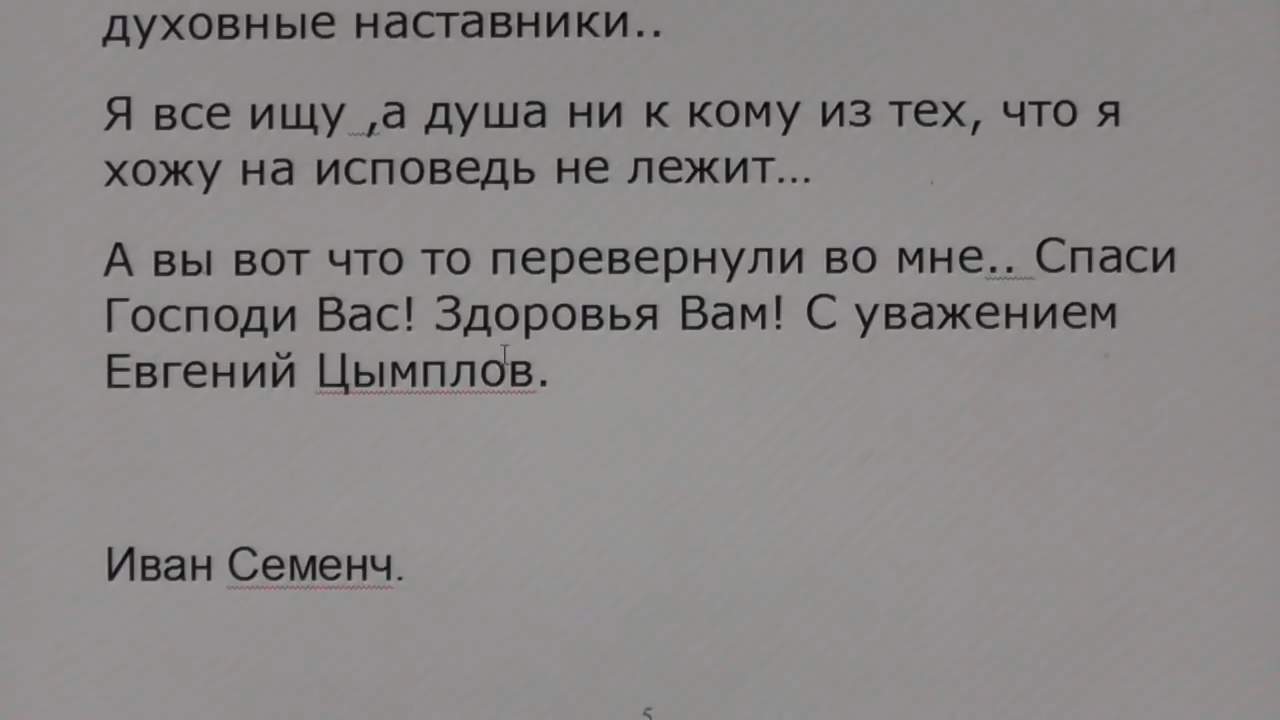 духовные наставники..
Я все ищу ,а душа ни к кому из тех, что я
хожу на исповедь не лежит...
А вы вот что то перевернули во мне.. Спаси
Господи Вас! Здоровья Вам! С уважением
Евгений Цымплов.
Иван Семенч.
5